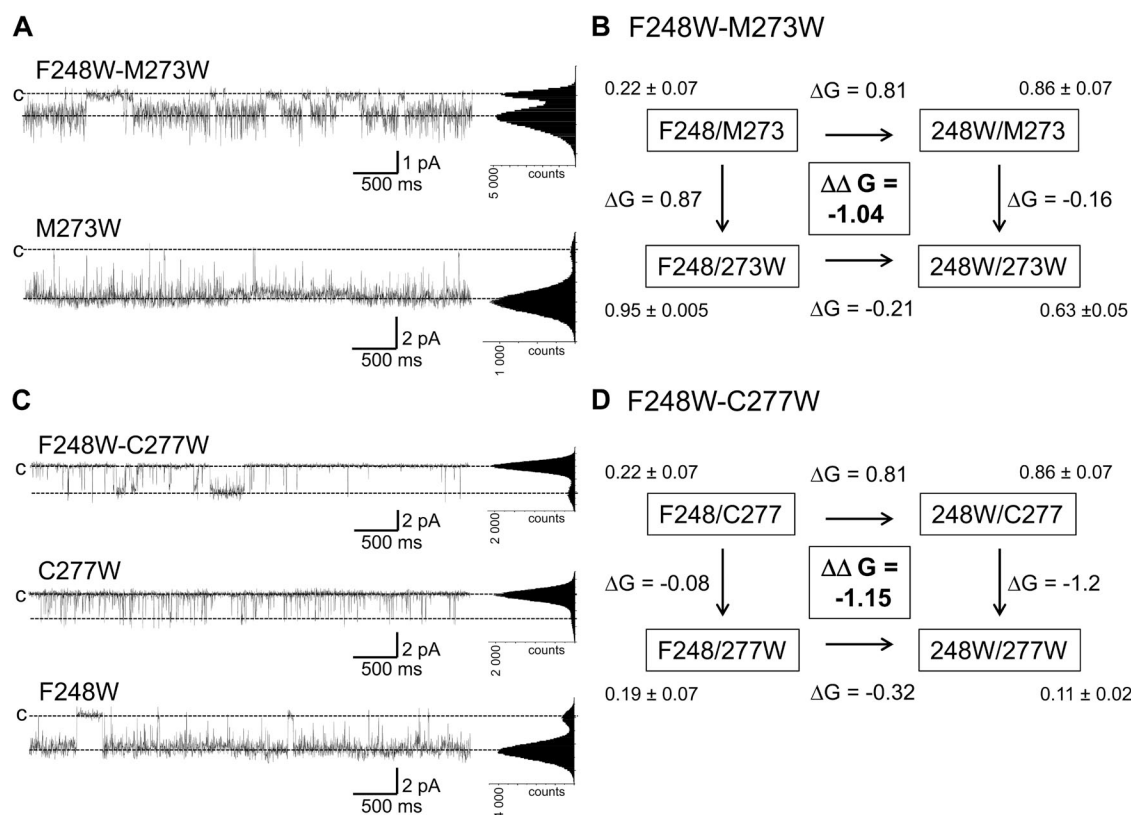 A
F248W-M273W
c
1 pA
500 ms
5 000
counts
M273W
c
2 pA
500 ms
1 000
counts
B F248W-M273W
0.22 ± 0.07
ΔG = 0.81
0.86 ± 0.07
F248/M273
248W/M273
ΔG = 0.87
ΔΔ G =
-1.04
ΔG = -0.16
F248/273W
248W/273W
0.95 ± 0.005
ΔG = -0.21
0.63 ±0.05
C
F248W-C277W
c
2 pA
500 ms
2 000
counts
C277W
c
2 pA
500 ms
2 000
counts
F248W
c
2 pA
500 ms
4 000
counts
D F248W-C277W
0.22 ± 0.07
ΔG = 0.81
0.86 ± 0.07
F248/C277
248W/C277
ΔG = -0.08
ΔΔ G =
-1.15
ΔG = -1.2
F248/277W
248W/277W
0.19 ± 0.07
ΔG = -0.32
0.11 ± 0.02